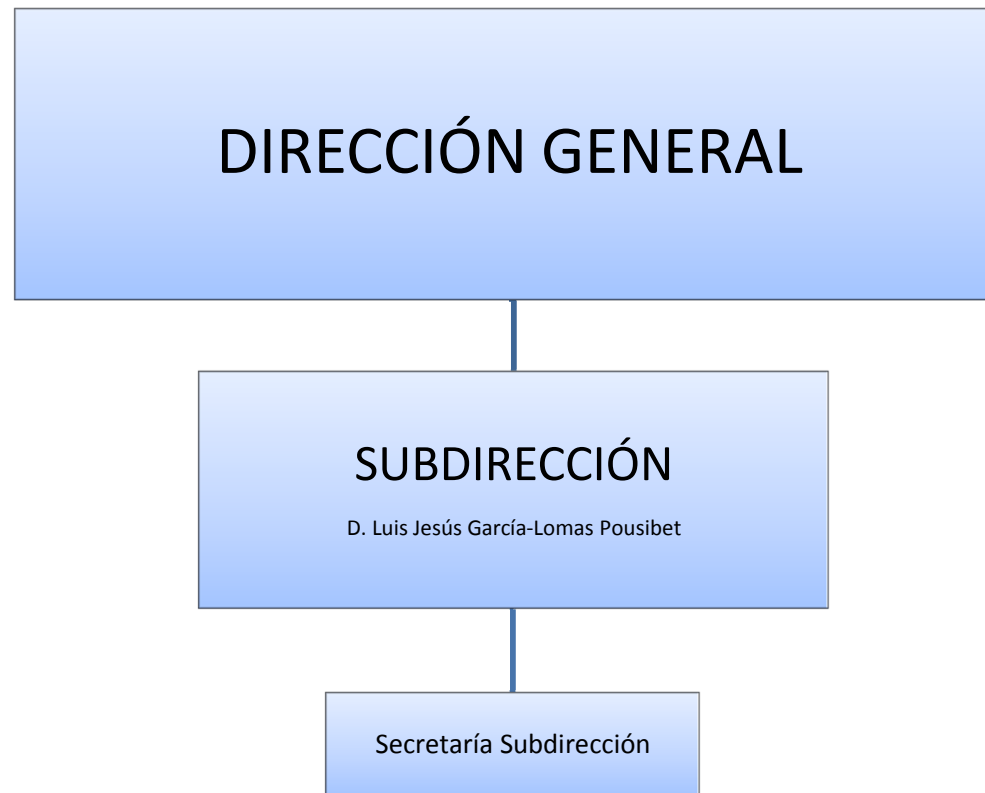 DIRECCIÓN GENERAL
SUBDIRECCIÓN
D. Luis Jesús García-Lomas Pousibet
Secretaría Subdirección